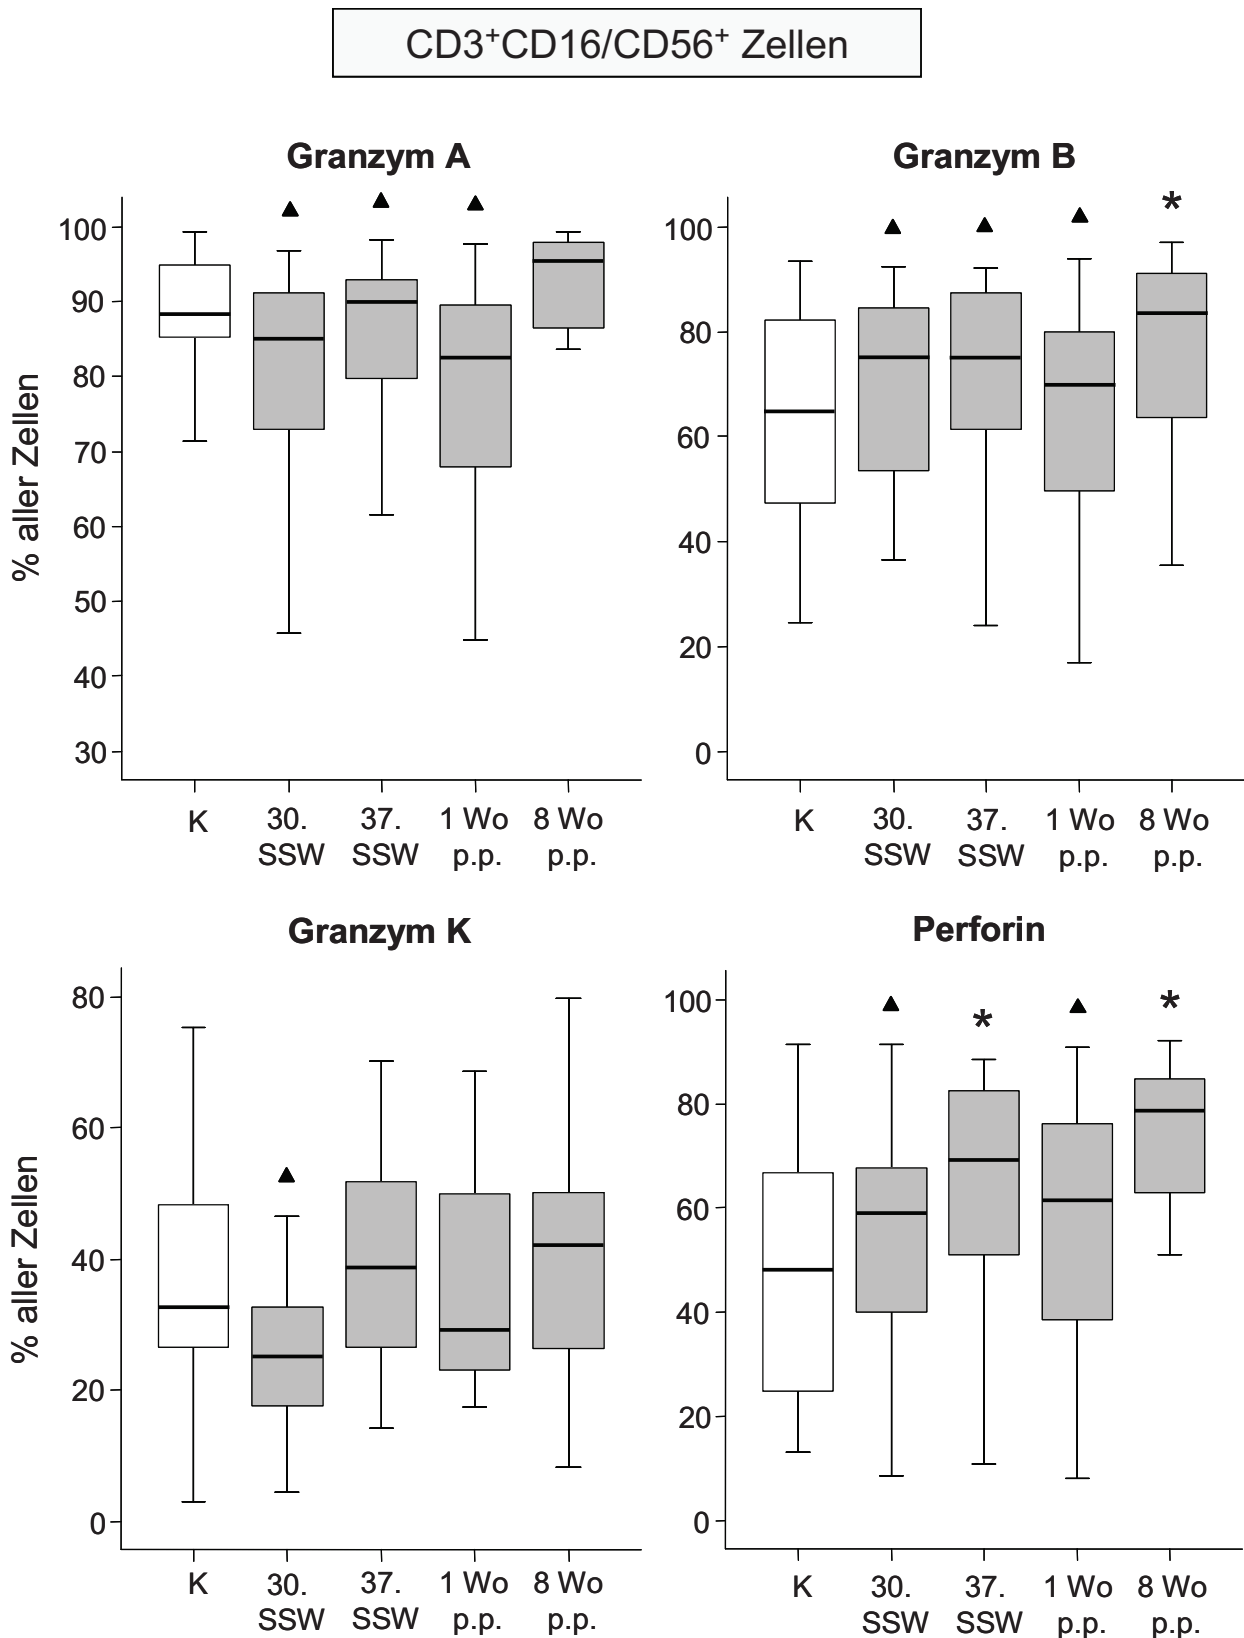 CD3⁺CD16/CD56⁺ Zellen
Granzym A
▲ ▲ ▲
% aller Zellen
100
90
80
70
60
50
40
30
K 30. SSW 37. SSW 1 Wo p.p. 8 Wo p.p.
Granzym B
▲ ▲ ▲ *
100
80
60
40
20
0
K 30. SSW 37. SSW 1 Wo p.p. 8 Wo p.p.
Granzym K
▲
% aller Zellen
80
60
40
20
0
K 30. SSW 37. SSW 1 Wo p.p. 8 Wo p.p.
Perforin
▲ * ▲ *
100
80
60
40
20
0
K 30. SSW 37. SSW 1 Wo p.p. 8 Wo p.p.